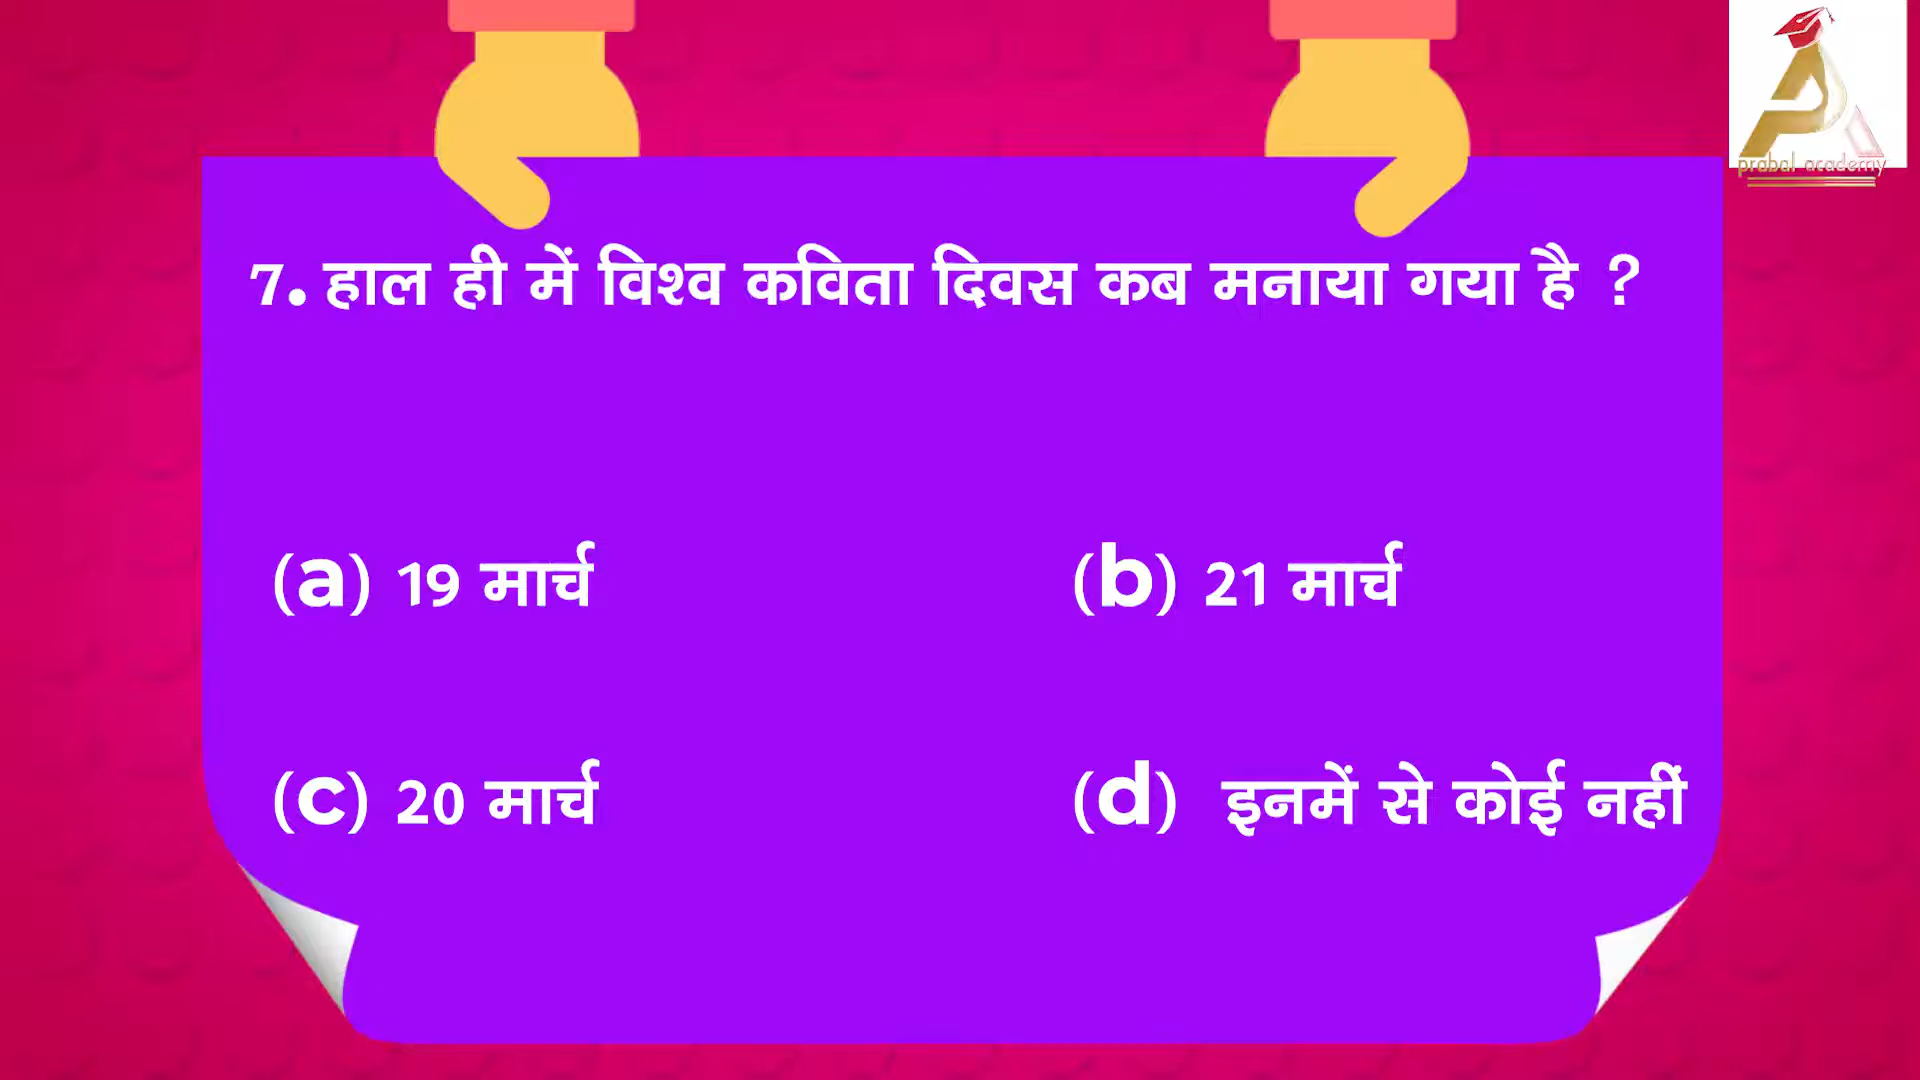 prabal academy
7. हाल ही में विश्व कविता दिवस कब मनाया गया है ?
(a) 19 मार्च
(b) 21 मार्च
(c) 20 मार्च
(d) इनमें से कोई नहीं